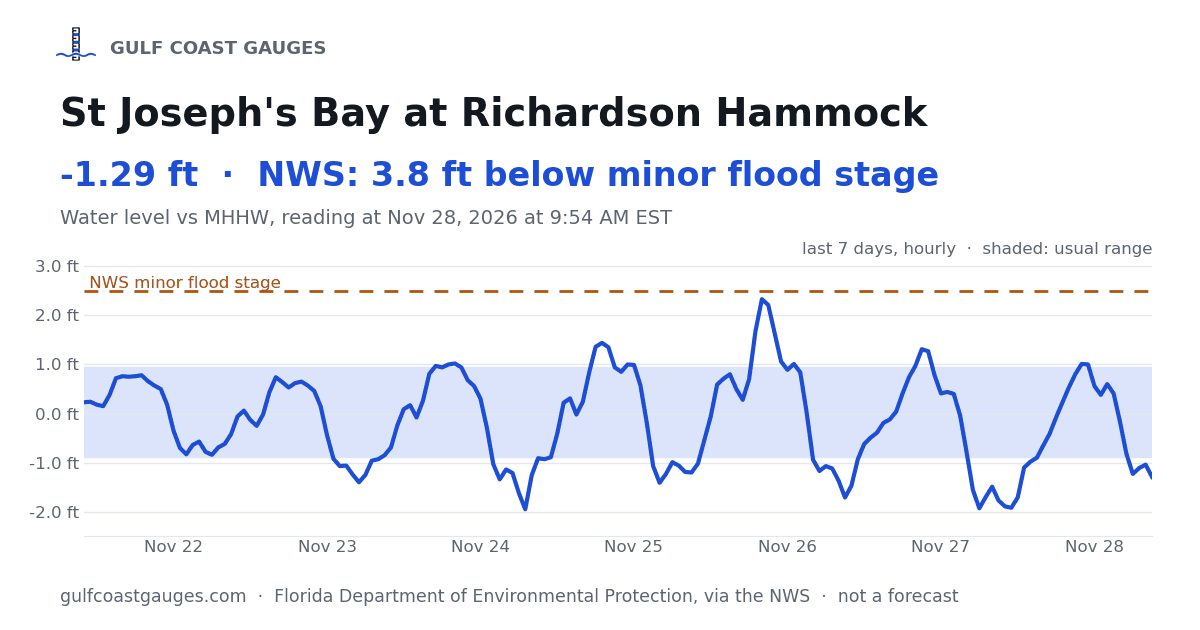 GULF COAST GAUGES
St Joseph's Bay at Richardson Hammock
-1.29 ft · NWS: 3.8 ft below minor flood stage
Water level vs MHHW, reading at Nov 28, 2026 at 9:54 AM EST
last 7 days, hourly · shaded: usual range
3.0 ft
NWS minor flood stage
2.0 ft
1.0 ft
0.0 ft
-1.0 ft
-2.0 ft
Nov 22 Nov 23 Nov 24 Nov 25 Nov 26 Nov 27 Nov 28
gulfcoastgauges.com · Florida Department of Environmental Protection, via the NWS · not a forecast